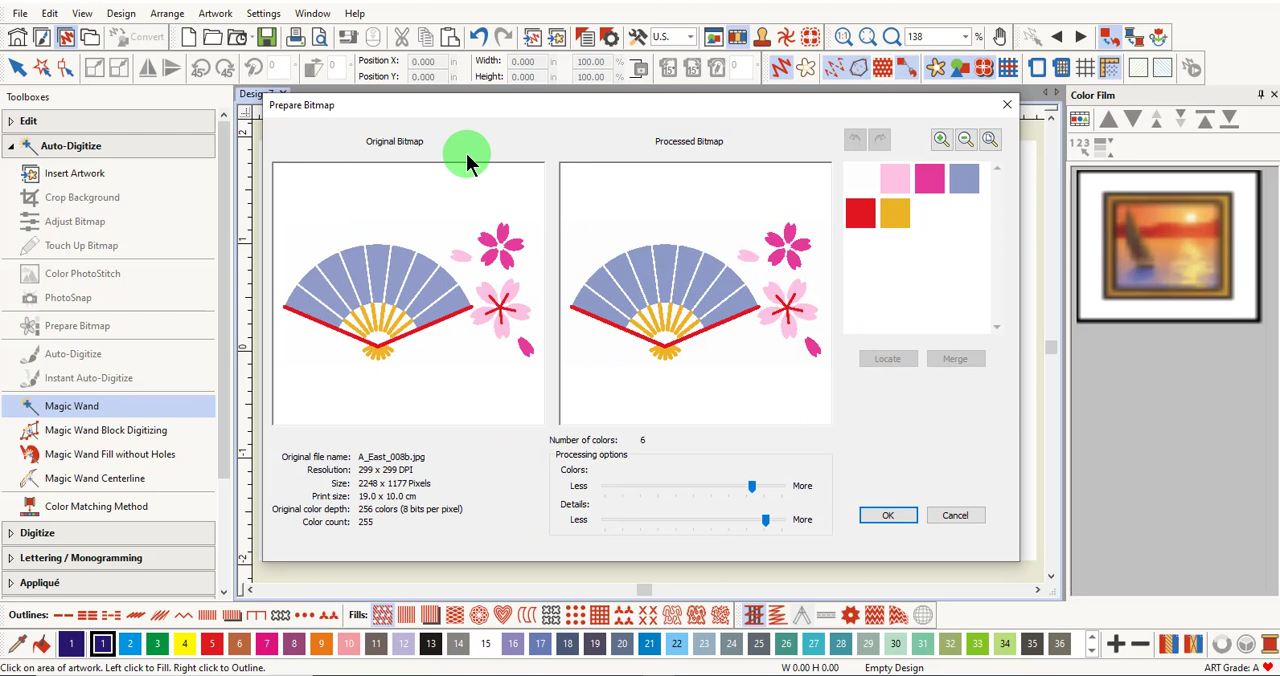 File Edit View Design Arrange Artwork Settings Window Help
Convert U.S. 138 %
0 0 Position X: 0.000 in Width: 0.000 in 100.00 % 0
Position Y: 0.000 in Height: 0.000 in 100.00 %
Toolboxes
Edit
Auto-Digitize
Insert Artwork
Crop Background
Adjust Bitmap
Touch Up Bitmap
Color PhotoStitch
PhotoSnap
Prepare Bitmap
Auto-Digitize
Instant Auto-Digitize
Magic Wand
Magic Wand Block Digitizing
Magic Wand Fill without Holes
Magic Wand Centerline
Color Matching Method
Digitize
Lettering / Monogramming
Appliqué
Prepare Bitmap
Original Bitmap Processed Bitmap
Locate Merge
Number of colors: 6
Processing options
Colors:
Less More
Details:
Less More
Original file name: A_East_008b.jpg
Resolution: 299 x 299 DPI
Size: 2248 x 1177 Pixels
Print size: 19.0 x 10.0 cm
Original color depth: 256 colors (8 bits per pixel)
Color count: 255
OK Cancel
Color Film
1 2 3
Outlines: Fills:
1 1 2 3 4 5 6 7 8 9 10 11 12 13 14 15 16 17 18 19 20 21 22 23 24 25 26 27 28 29 30 31 32 33 34 35 36
Click on area of artwork. Left click to Fill. Right click to Outline. W 0.00 H 0.00 Empty Design ART Grade: A